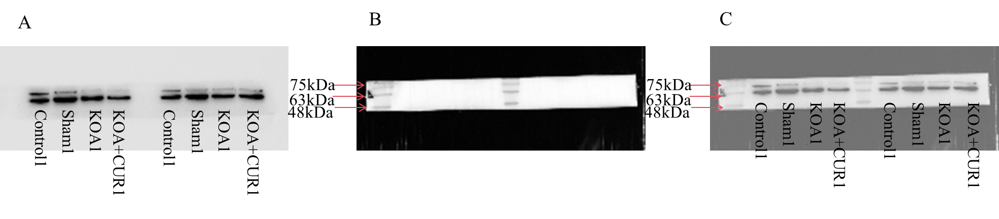 A
B
C
75kDa
63kDa
48kDa
75kDa
63kDa
48kDa
Control1
Sham1
KOA1
KOA+CUR1
Control1
Sham1
KOA1
KOA+CUR1
Control1
Sham1
KOA1
KOA+CUR1
Control1
Sham1
KOA1
KOA+CUR1